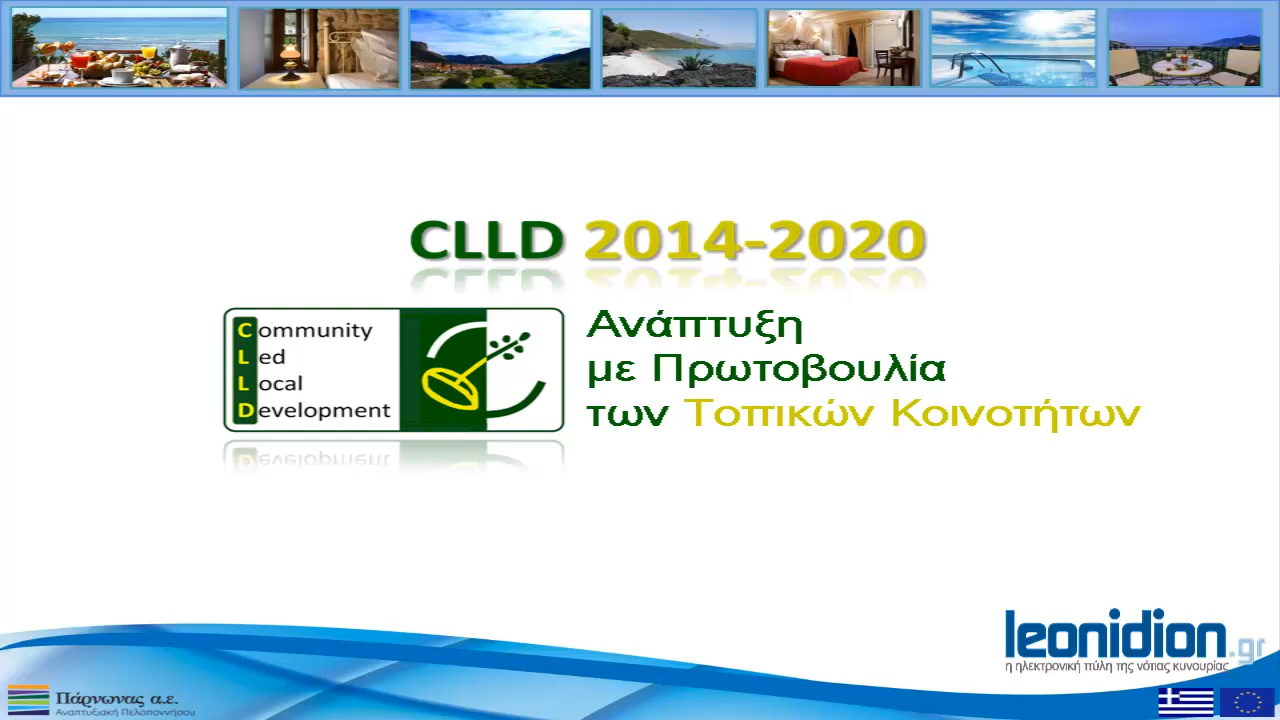 CLLD 2014-2020
Community
Led
Local
Development
Ανάπτυξη
με Πρωτοβουλία
των Τοπικών Κοινοτήτων
leonidion.gr
η ηλεκτρονική πύλη της νότιας κυνουρίας
Πάρνωνας α.ε.
Αναπτυξιακή Πελοποννήσου